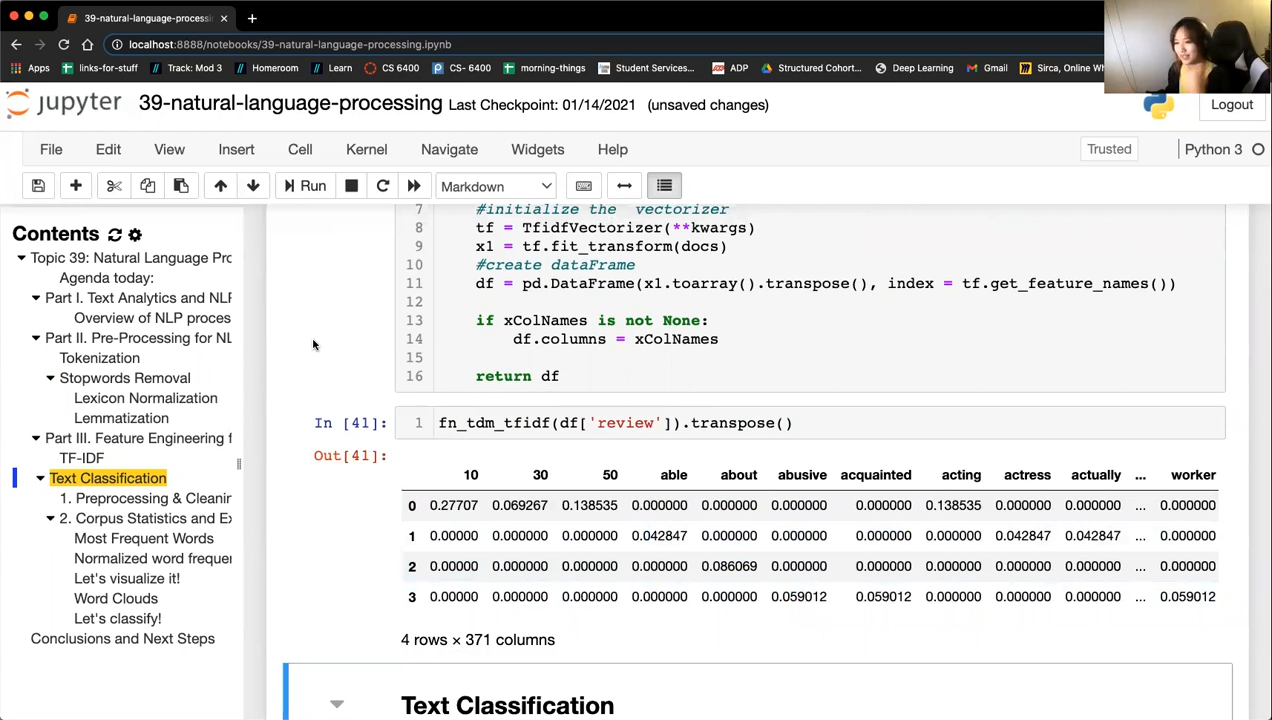 39-natural-language-processin
localhost:8888/notebooks/39-natural-language-processing.ipynb
Apps links-for-stuff Track: Mod 3 Homeroom Learn CS 6400 CS- 6400 morning-things Student Services... ADP Structured Cohort... Deep Learning Gmail Sirca, Online Wh
jupyter 39-natural-language-processing Last Checkpoint: 01/14/2021 (unsaved changes) Logout
File Edit View Insert Cell Kernel Navigate Widgets Help Trusted Python 3
Run Markdown
Contents
Topic 39: Natural Language Prc
Agenda today:
Part I. Text Analytics and NLF
Overview of NLP proces
Part II. Pre-Processing for NL
Tokenization
Stopwords Removal
Lexicon Normalization
Lemmatization
Part III. Feature Engineering f
TF-IDF
Text Classification
1. Preprocessing & Cleanir
2. Corpus Statistics and Ex
Most Frequent Words
Normalized word frequer
Let's visualize it!
Word Clouds
Let's classify!
Conclusions and Next Steps
7 #initialize the vectorizer
8 tf = TfidfVectorizer(**kwargs)
9 x1 = tf.fit_transform(docs)
10 #create dataFrame
11 df = pd.DataFrame(x1.toarray().transpose(), index = tf.get_feature_names())
12
13 if xColNames is not None:
14 df.columns = xColNames
15
16 return df
In [41]: 1 fn_tdm_tfidf(df['review']).transpose()
Out[41]:
10 30 50 able about abusive acquainted acting actress actually ... worker
0 0.27707 0.069267 0.138535 0.000000 0.000000 0.000000 0.000000 0.138535 0.000000 0.000000 ... 0.000000
1 0.00000 0.000000 0.000000 0.042847 0.000000 0.000000 0.000000 0.000000 0.042847 0.042847 ... 0.000000
2 0.00000 0.000000 0.000000 0.000000 0.086069 0.000000 0.000000 0.000000 0.000000 0.000000 ... 0.000000
3 0.00000 0.000000 0.000000 0.000000 0.000000 0.059012 0.059012 0.000000 0.000000 0.000000 ... 0.059012
4 rows × 371 columns
Text Classification